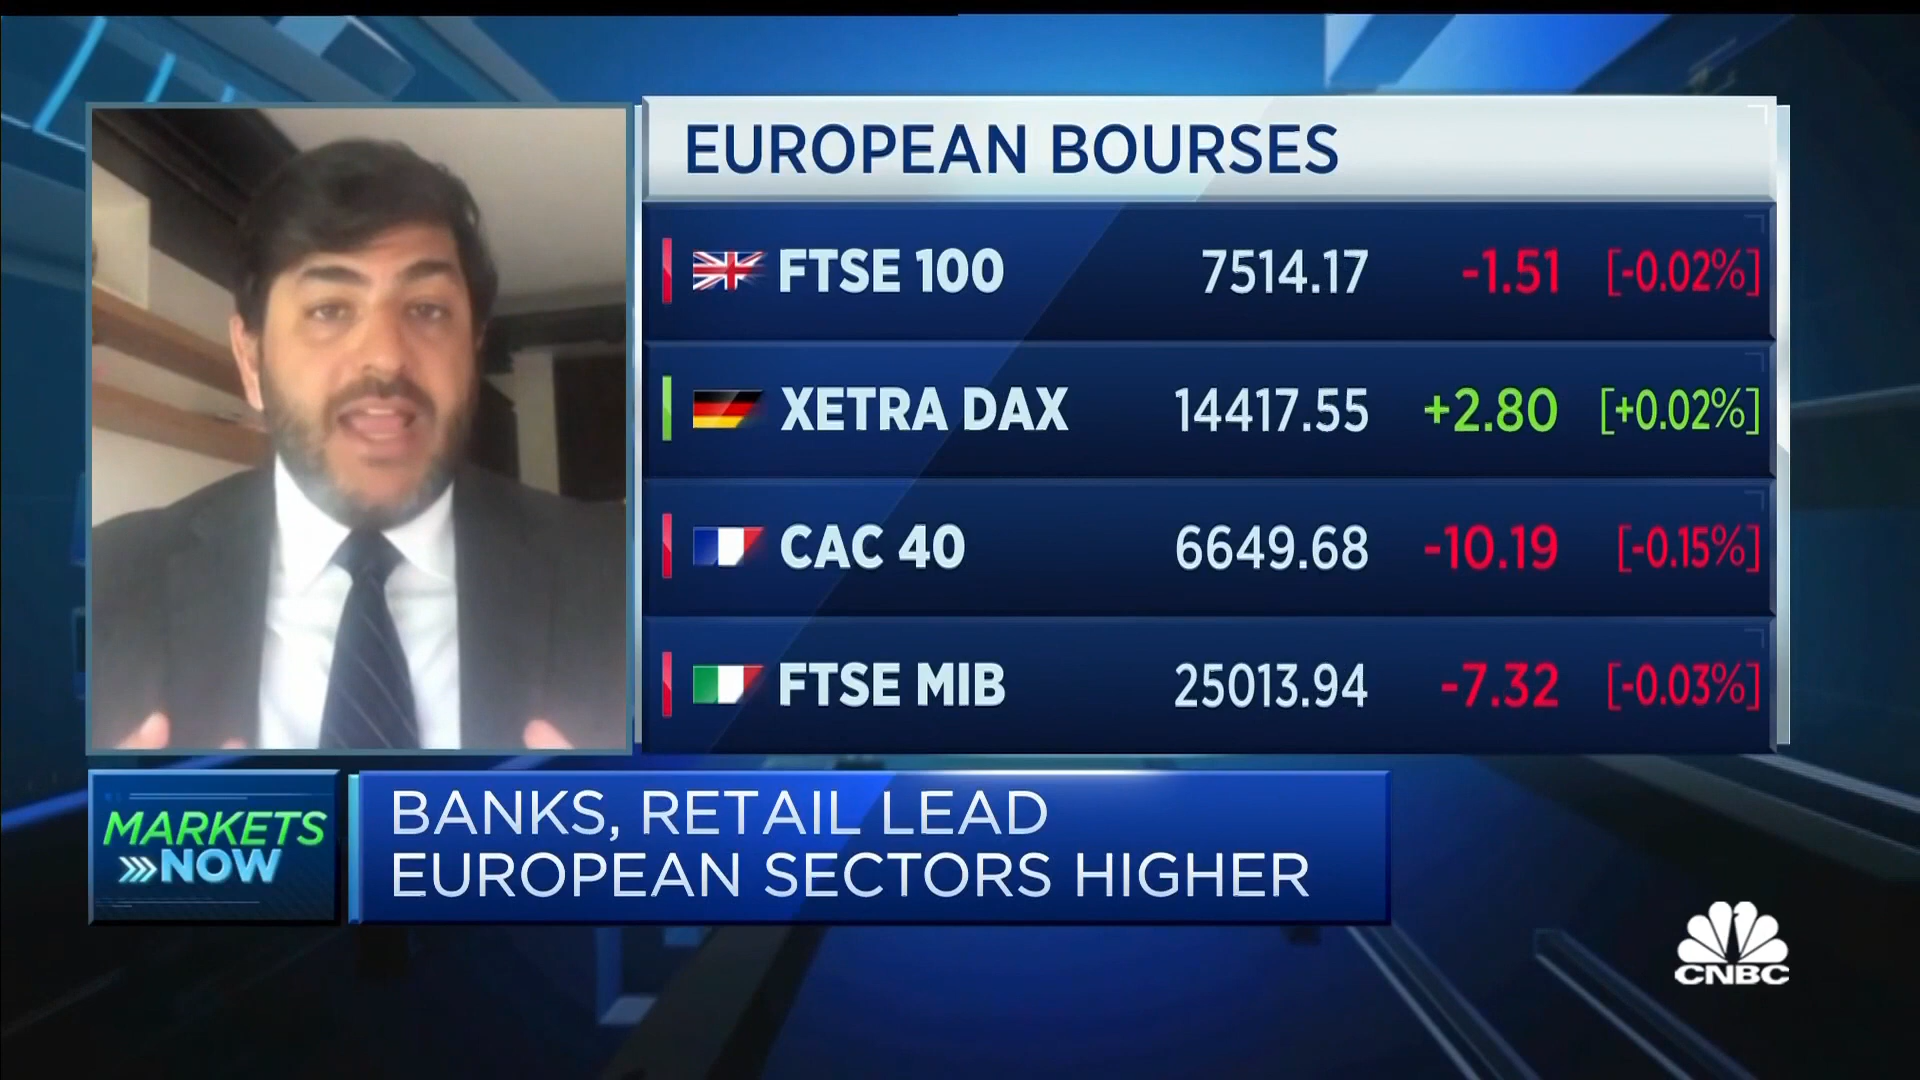 EUROPEAN BOURSES
FTSE 100 7514.17 -1.51 [-0.02%]
XETRA DAX 14417.55 +2.80 [+0.02%]
CAC 40 6649.68 -10.19 [-0.15%]
FTSE MIB 25013.94 -7.32 [-0.03%]
MARKETS
NOW
BANKS, RETAIL LEAD
EUROPEAN SECTORS HIGHER
CNBC